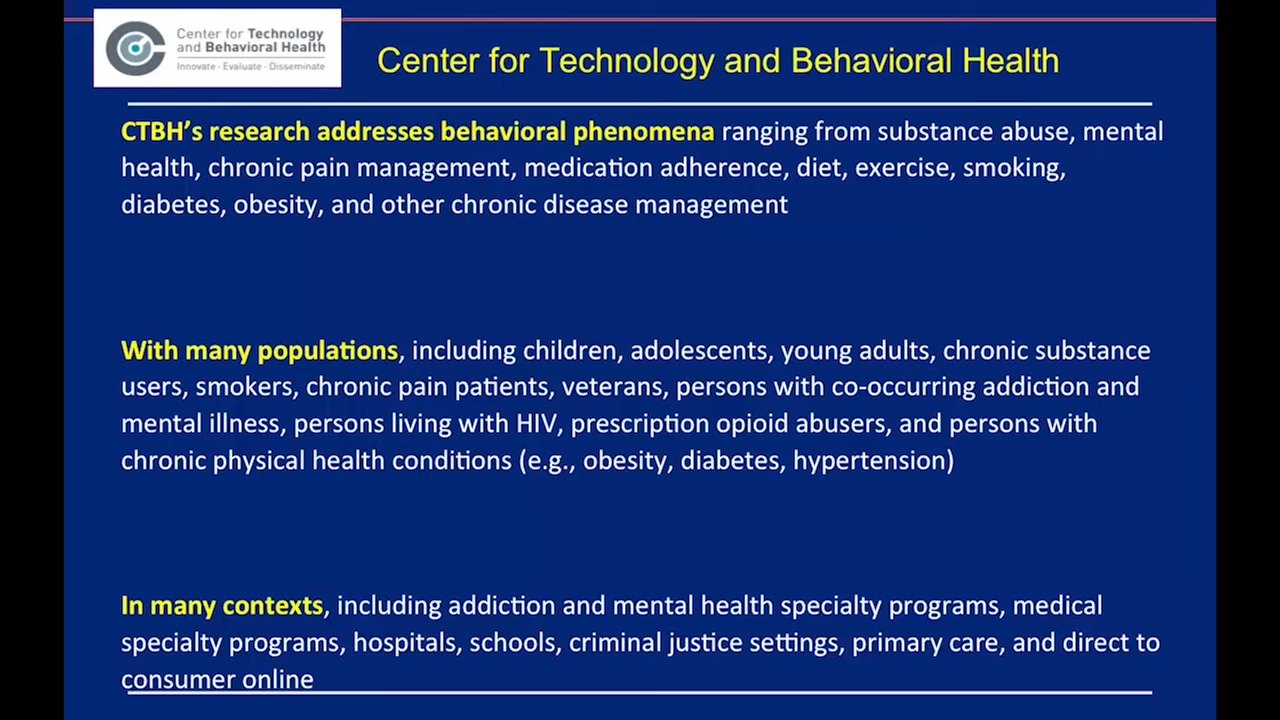 Center for Technology
and Behavioral Health
Innovate - Evaluate - Disseminate
Center for Technology and Behavioral Health
CTBH's research addresses behavioral phenomena ranging from substance abuse, mental
health, chronic pain management, medication adherence, diet, exercise, smoking,
diabetes, obesity, and other chronic disease management
With many populations, including children, adolescents, young adults, chronic substance
users, smokers, chronic pain patients, veterans, persons with co-occurring addiction and
mental illness, persons living with HIV, prescription opioid abusers, and persons with
chronic physical health conditions (e.g., obesity, diabetes, hypertension)
In many contexts, including addiction and mental health specialty programs, medical
specialty programs, hospitals, schools, criminal justice settings, primary care, and direct to
consumer online